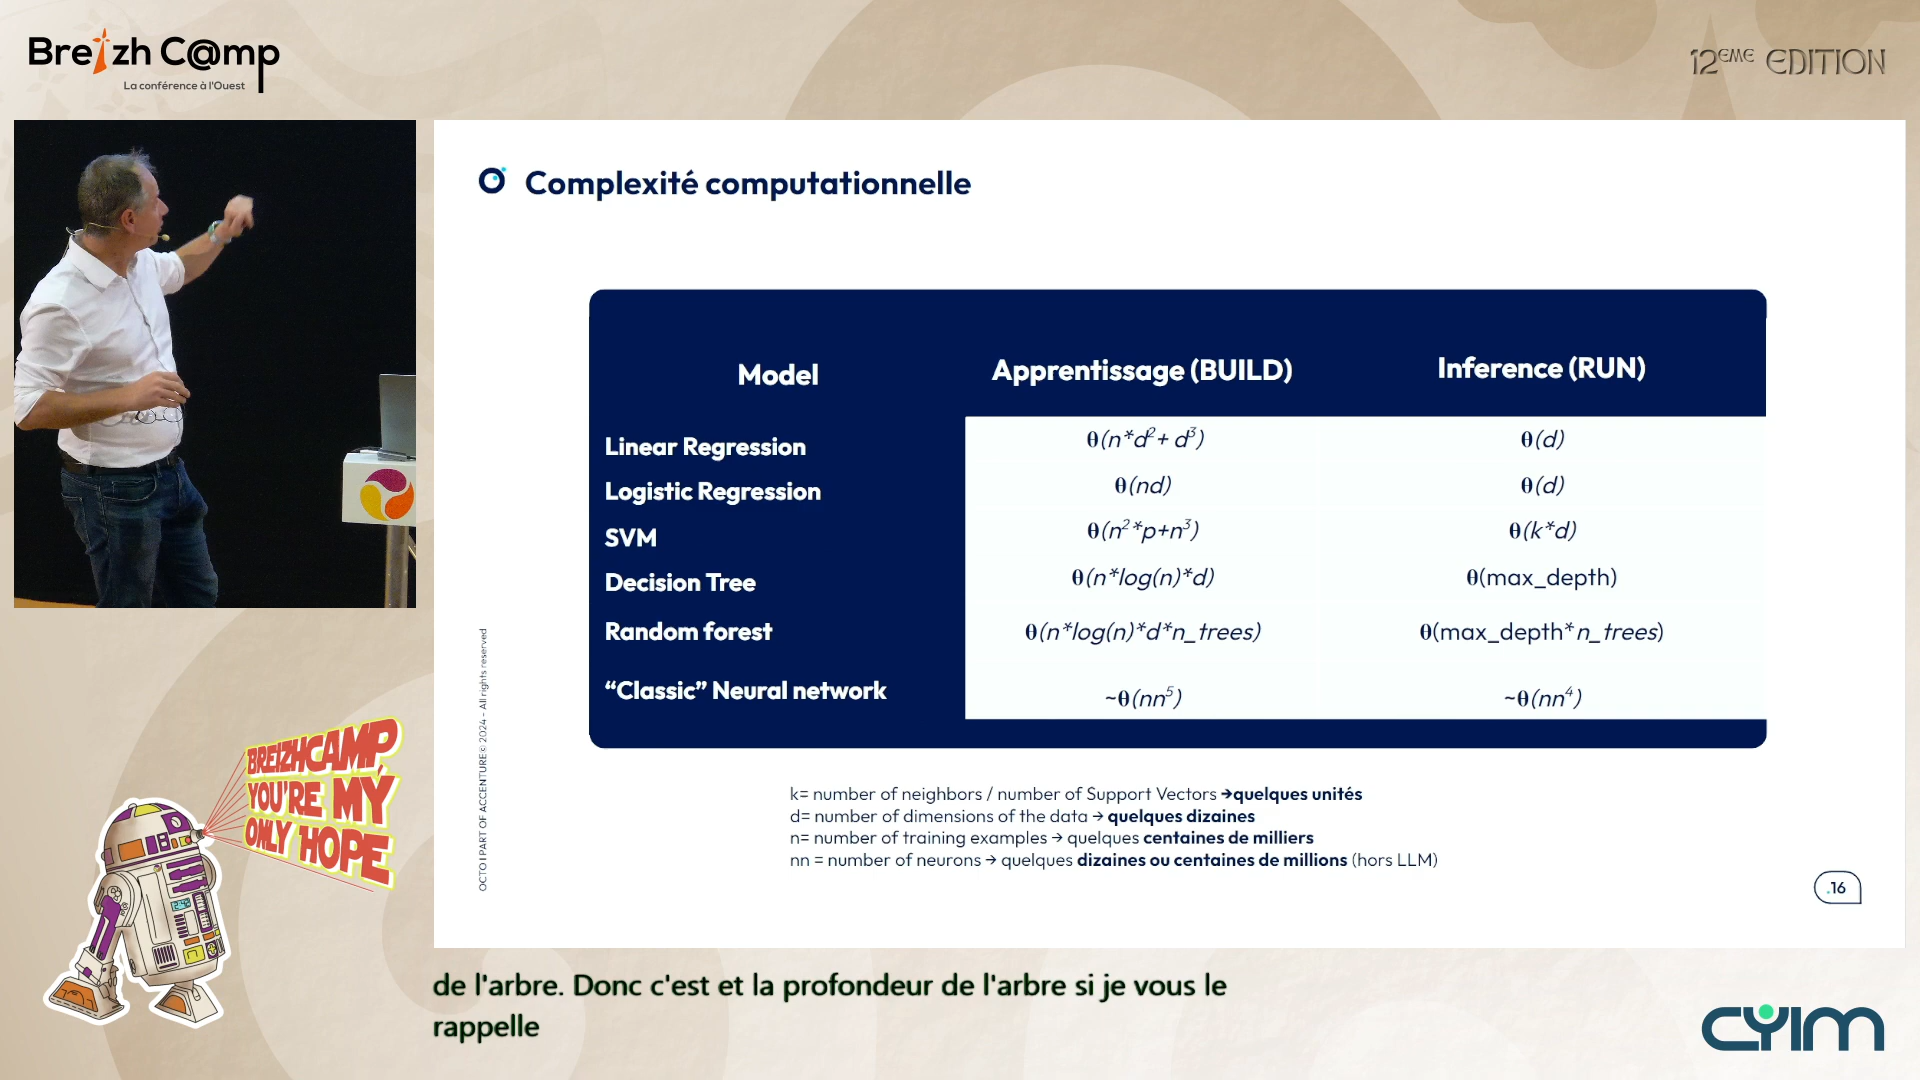 Breizh C@mp
La conférence à l'Ouest
12ÈME EDITION
Complexité computationnelle
Model Apprentissage (BUILD) Inference (RUN)
Linear Regression θ(n*d²+ d³) θ(d)
Logistic Regression θ(nd) θ(d)
SVM θ(n²*p+n³) θ(k*d)
Decision Tree θ(n*log(n)*d) θ(max_depth)
Random forest θ(n*log(n)*d*n_trees) θ(max_depth*n_trees)
“Classic” Neural network ~θ(nn⁵) ~θ(nn⁴)
k= number of neighbors / number of Support Vectors →quelques unités
d= number of dimensions of the data → quelques dizaines
n= number of training examples → quelques centaines de milliers
nn = number of neurons → quelques dizaines ou centaines de millions (hors LLM)
OCTO I PART OF ACCENTURE © 2024 - All rights reserved
.16
BREIZHCAMP,
YOU'RE MY
ONLY HOPE
de l'arbre. Donc c'est et la profondeur de l'arbre si je vous le
rappelle
CYIM